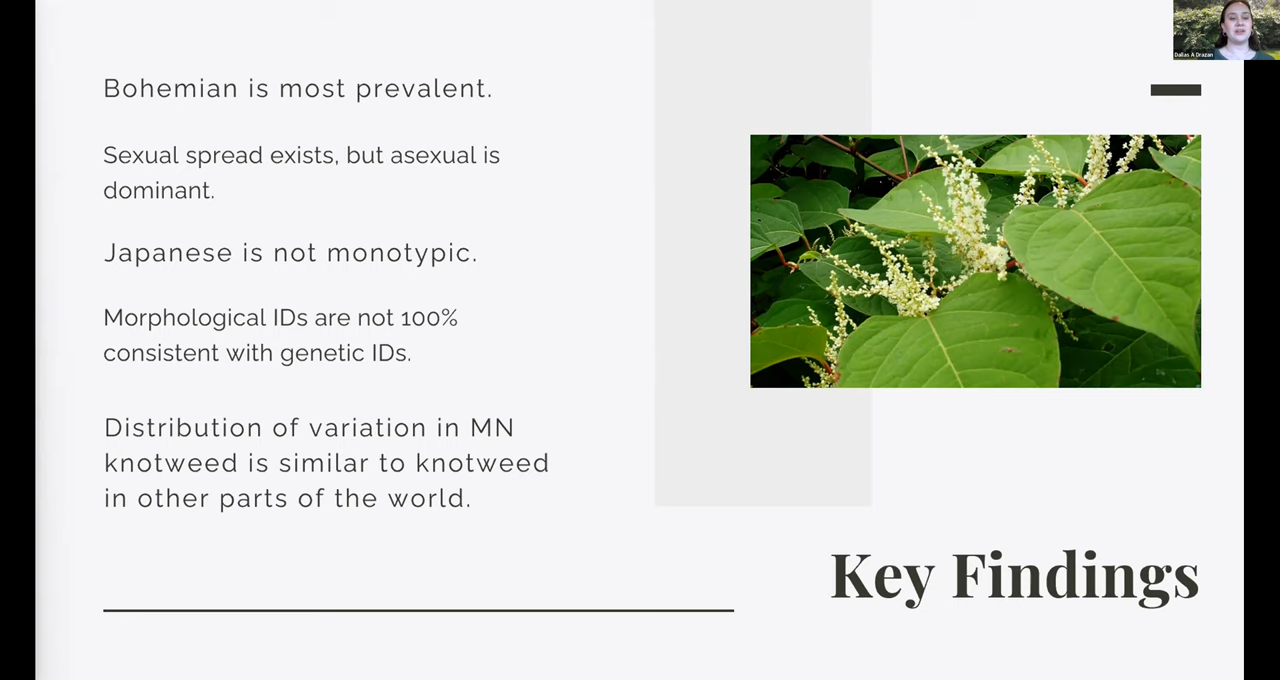 Dallas A Drazan
Bohemian is most prevalent.
Sexual spread exists, but asexual is
dominant.
Japanese is not monotypic.
Morphological IDs are not 100%
consistent with genetic IDs.
Distribution of variation in MN
knotweed is similar to knotweed
in other parts of the world.
Key Findings